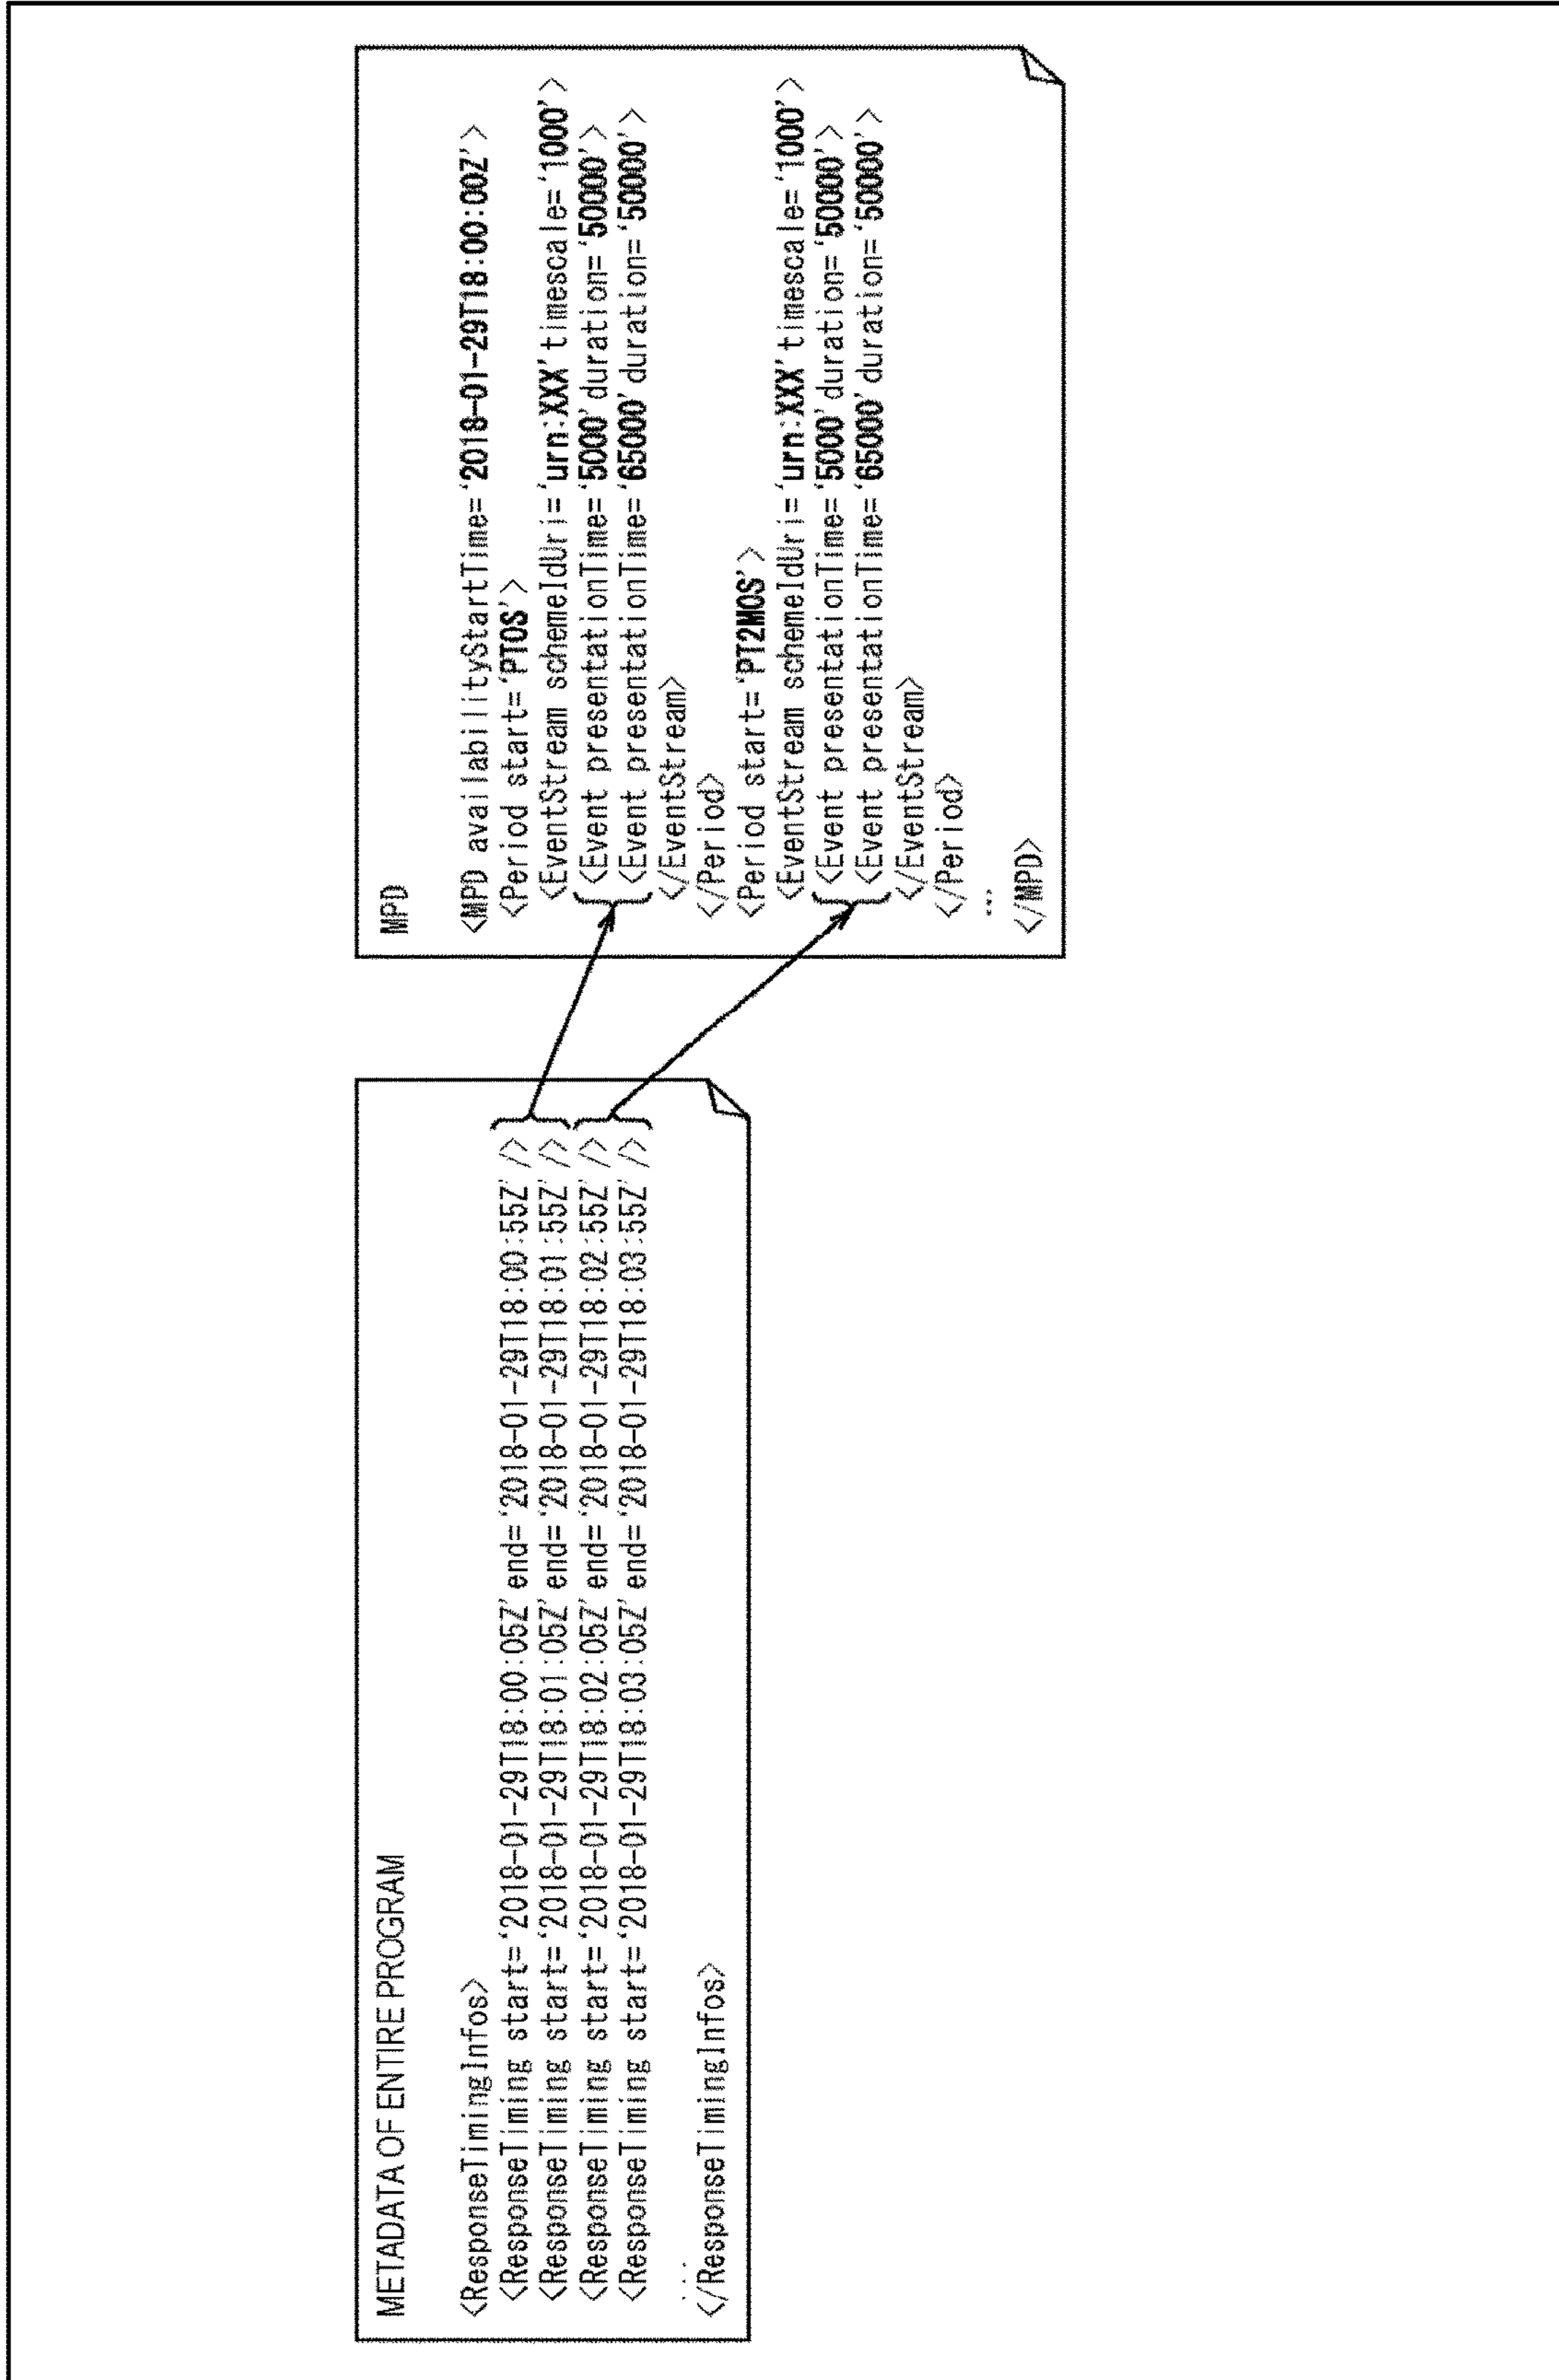 METADATA OF ENTIRE PROGRAM
<ResponseTimingInfos>
<ResponseTiming start='2018-01-29T18:00:05Z' end='2018-01-29T18:00:55Z' />
<ResponseTiming start='2018-01-29T18:01:05Z' end='2018-01-29T18:01:55Z' />
<ResponseTiming start='2018-01-29T18:02:05Z' end='2018-01-29T18:02:55Z' />
<ResponseTiming start='2018-01-29T18:03:05Z' end='2018-01-29T18:03:55Z' />
...
</ResponseTimingInfos>
MPD
<MPD availabilityStartTime='2018-01-29T18:00:00Z'>
<Period start='PT0S'>
<EventStream schemeIdUri='urn:XXX' timescale='1000'>
<Event presentationTime='5000' duration='50000'>
<Event presentationTime='65000' duration='50000'>
</EventStream>
</Period>
<Period start='PT2M0S'>
<EventStream schemeIdUri='urn:XXX' timescale='1000'>
<Event presentationTime='5000' duration='50000'>
<Event presentationTime='65000' duration='50000'>
</EventStream>
</Period>
...
</MPD>